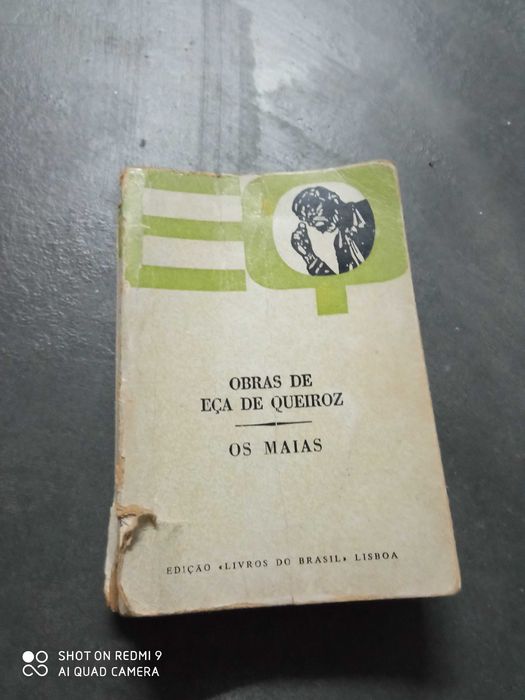 EQ
OBRAS DE
EÇA DE QUEIROZ
OS MAIAS
EDIÇÃO «LIVROS DO BRASIL» LISBOA
SHOT ON REDMI 9
AI QUAD CAMERA